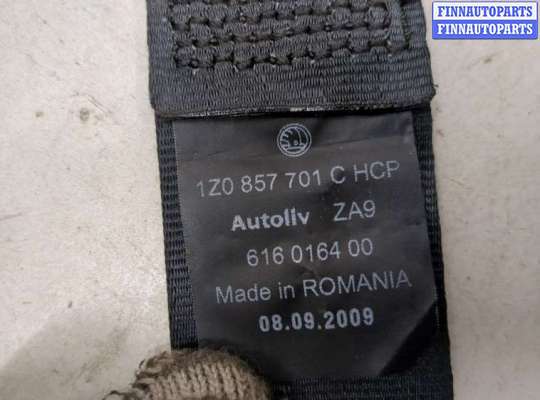 FINNAUTOPARTS
FINNAUTOPARTS
1Z0 857 701 C HCP
Autoliv ZA9
616 0164 00
Made in ROMANIA
08.09.2009